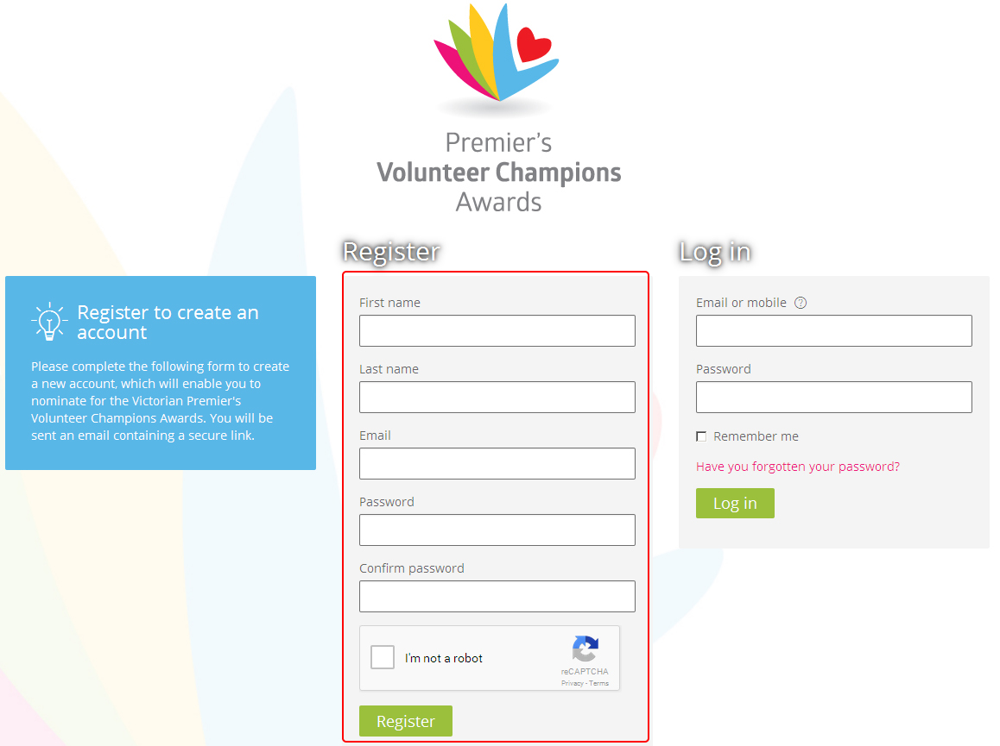 Premier's
Volunteer Champions
Awards
Register to create an
account
Please complete the following form to create
a new account, which will enable you to
nominate for the Victorian Premier's
Volunteer Champions Awards. You will be
sent an email containing a secure link.
Register
First name
Last name
Email
Password
Confirm password
I'm not a robot
reCAPTCHA
Privacy - Terms
Register
Log in
Email or mobile ?
Password
Remember me
Have you forgotten your password?
Log in